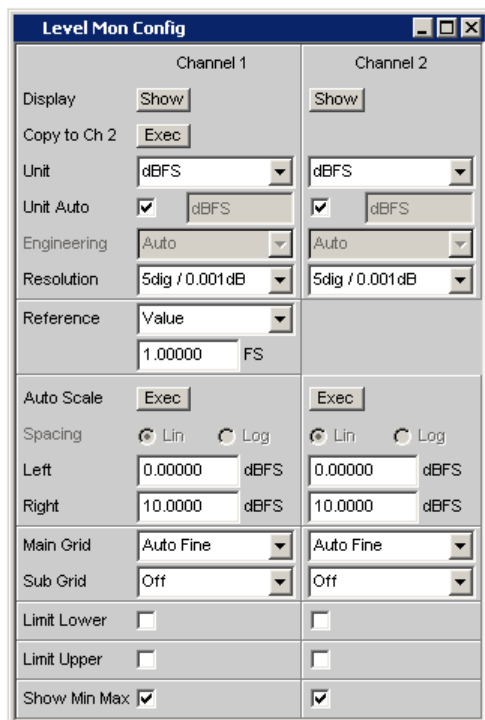 Level Mon Config
Channel 1 Channel 2
Display Show Show
Copy to Ch 2 Exec
Unit dBFS dBFS
Unit Auto dBFS dBFS
Engineering Auto Auto
Resolution 5dig / 0.001dB 5dig / 0.001dB
Reference Value
1.00000 FS
Auto Scale Exec Exec
Spacing Lin Log Lin Log
Left 0.00000 dBFS 0.00000 dBFS
Right 10.0000 dBFS 10.0000 dBFS
Main Grid Auto Fine Auto Fine
Sub Grid Off Off
Limit Lower
Limit Upper
Show Min Max